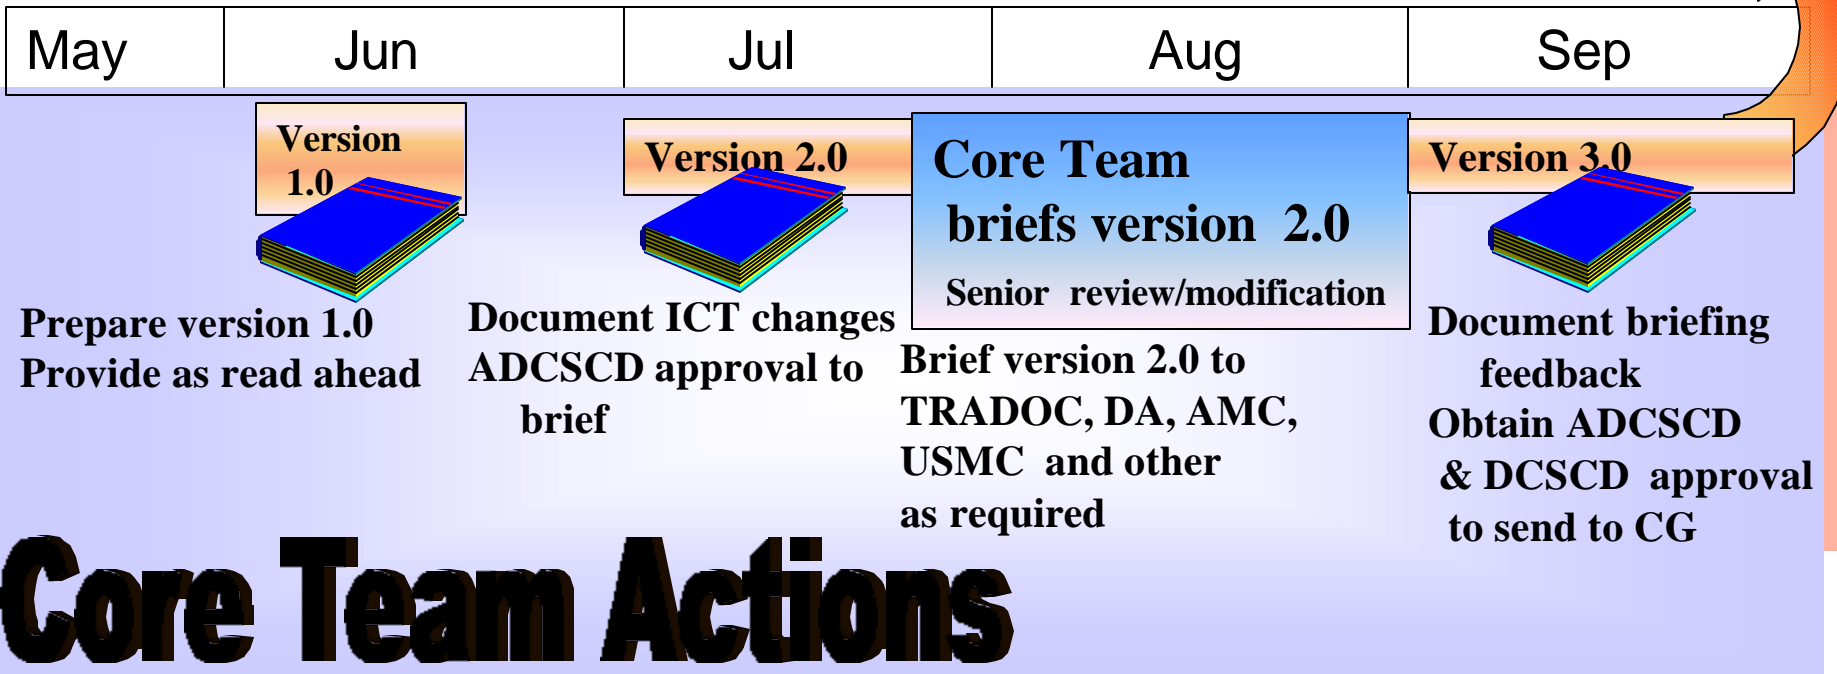 May Jun Jul Aug Sep
Version
1.0
Version 2.0
Core Team
briefs version 2.0
Senior review/modification
Version 3.0
Prepare version 1.0
Provide as read ahead
Document ICT changes
ADCSCD approval to
brief
Brief version 2.0 to
TRADOC, DA, AMC,
USMC and other
as required
Document briefing
feedback
Obtain ADCSCD
& DCSCD approval
to send to CG
Core Team Actions